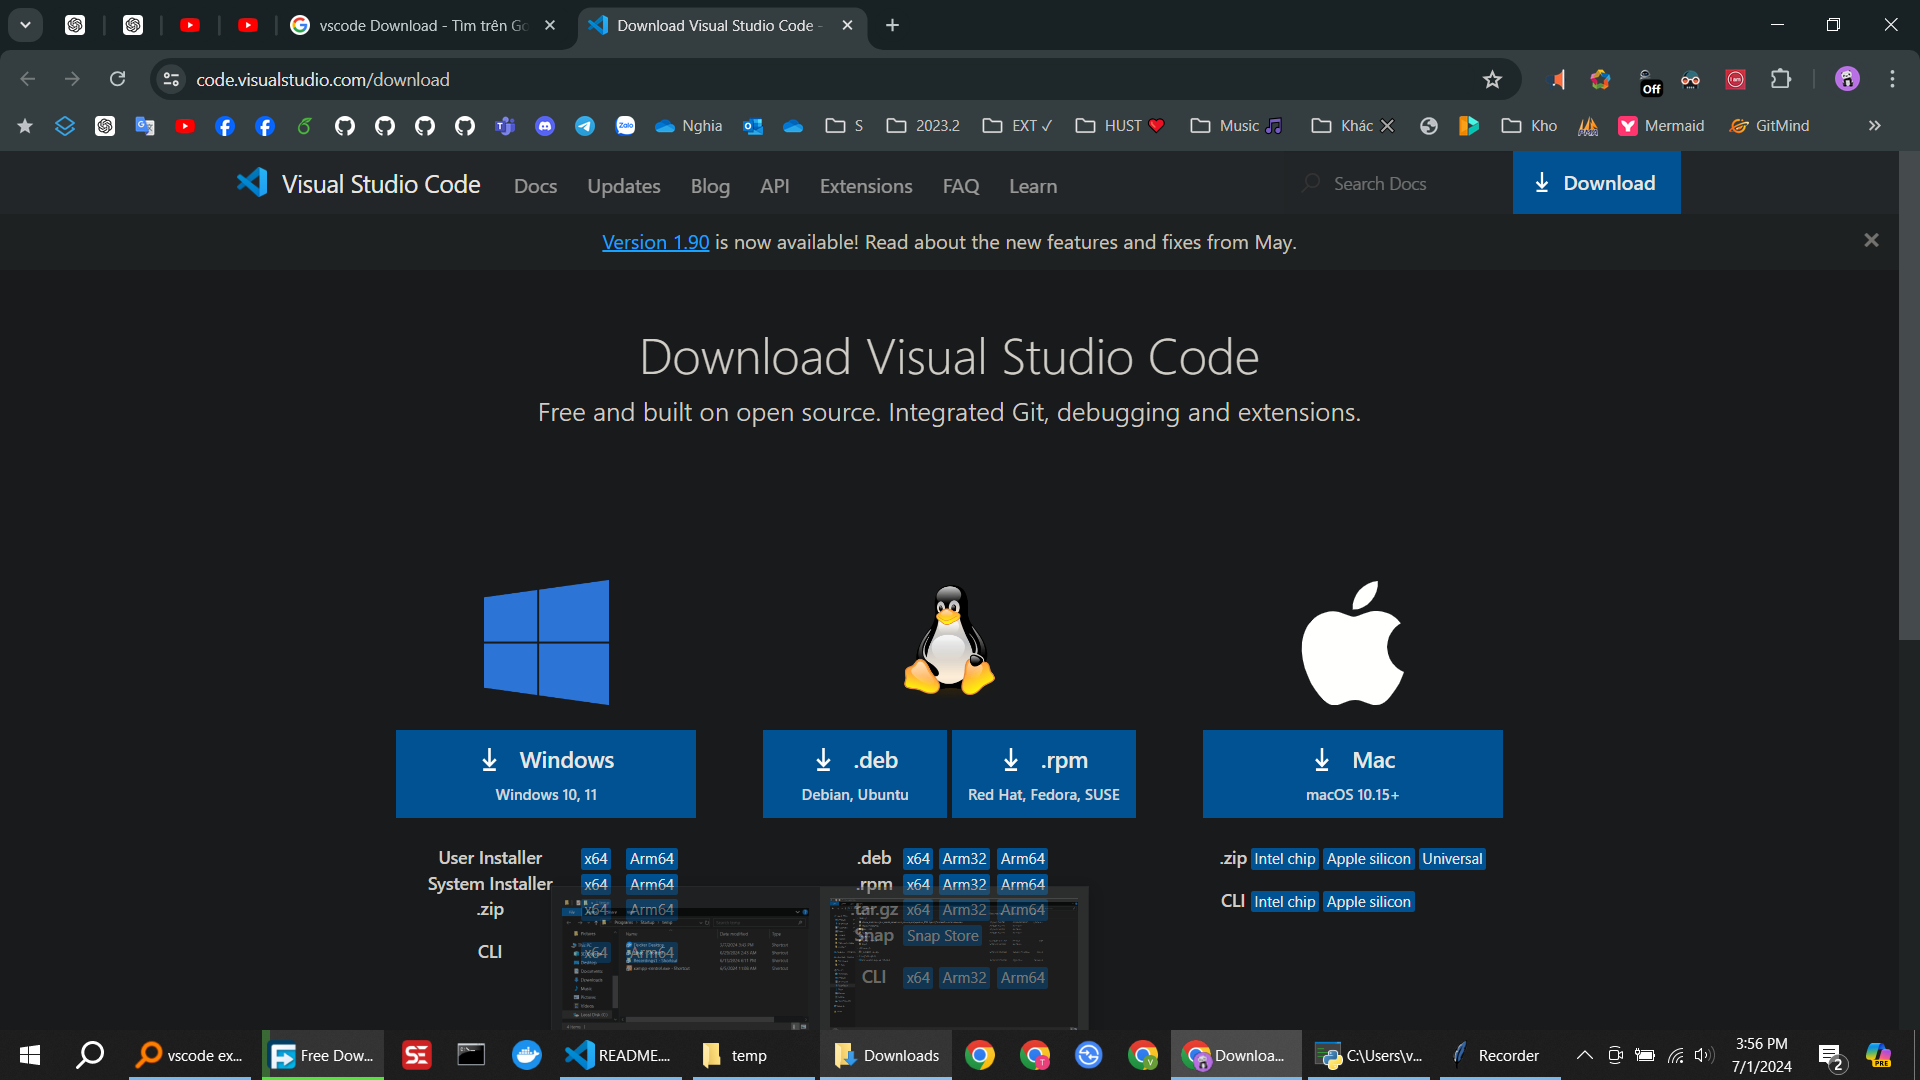 vscode Download - Tìm trên Go
Download Visual Studio Code -
code.visualstudio.com/download
Off
Nghia
S
2023.2
EXT ✓
HUST ❤
Music 🎵
Khác ✕
Kho
Mermaid
GitMind
Visual Studio Code
Docs
Updates
Blog
API
Extensions
FAQ
Learn
Search Docs
Download
Version 1.90 is now available! Read about the new features and fixes from May.
Download Visual Studio Code
Free and built on open source. Integrated Git, debugging and extensions.
Windows
Windows 10, 11
.deb
Debian, Ubuntu
.rpm
Red Hat, Fedora, SUSE
Mac
macOS 10.15+
User Installer x64 Arm64
System Installer x64 Arm64
.zip x64 Arm64
CLI x64 Arm64
.deb x64 Arm32 Arm64
.rpm x64 Arm32 Arm64
tar.gz x64 Arm32 Arm64
Snap Snap Store
CLI x64 Arm32 Arm64
.zip Intel chip Apple silicon Universal
CLI Intel chip Apple silicon
vscode ex...
Free Dow...
README....
temp
Downloads
Downloa...
C:\Users\v...
Recorder
3:56 PM
7/1/2024
2